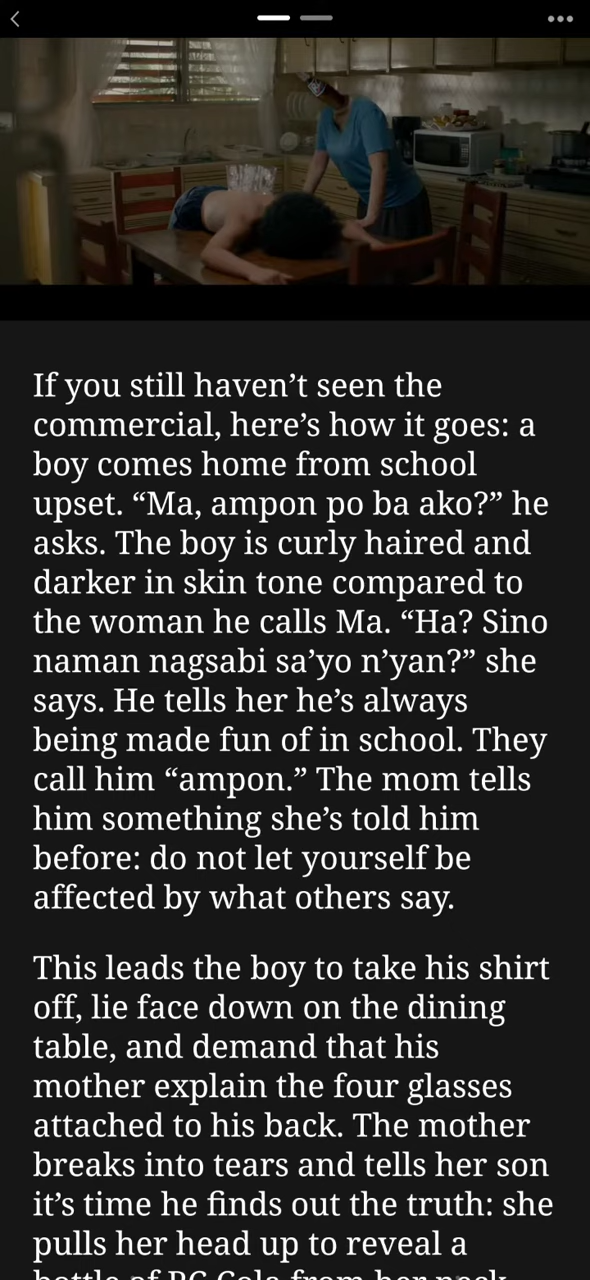 If you still haven’t seen the
commercial, here’s how it goes: a
boy comes home from school
upset. “Ma, ampon po ba ako?” he
asks. The boy is curly haired and
darker in skin tone compared to
the woman he calls Ma. “Ha? Sino
naman nagsabi sa’yo n’yan?” she
says. He tells her he’s always
being made fun of in school. They
call him “ampon.” The mom tells
him something she’s told him
before: do not let yourself be
affected by what others say.
This leads the boy to take his shirt
off, lie face down on the dining
table, and demand that his
mother explain the four glasses
attached to his back. The mother
breaks into tears and tells her son
it’s time he finds out the truth: she
pulls her head up to reveal a
bottle of RC Cola from her neck